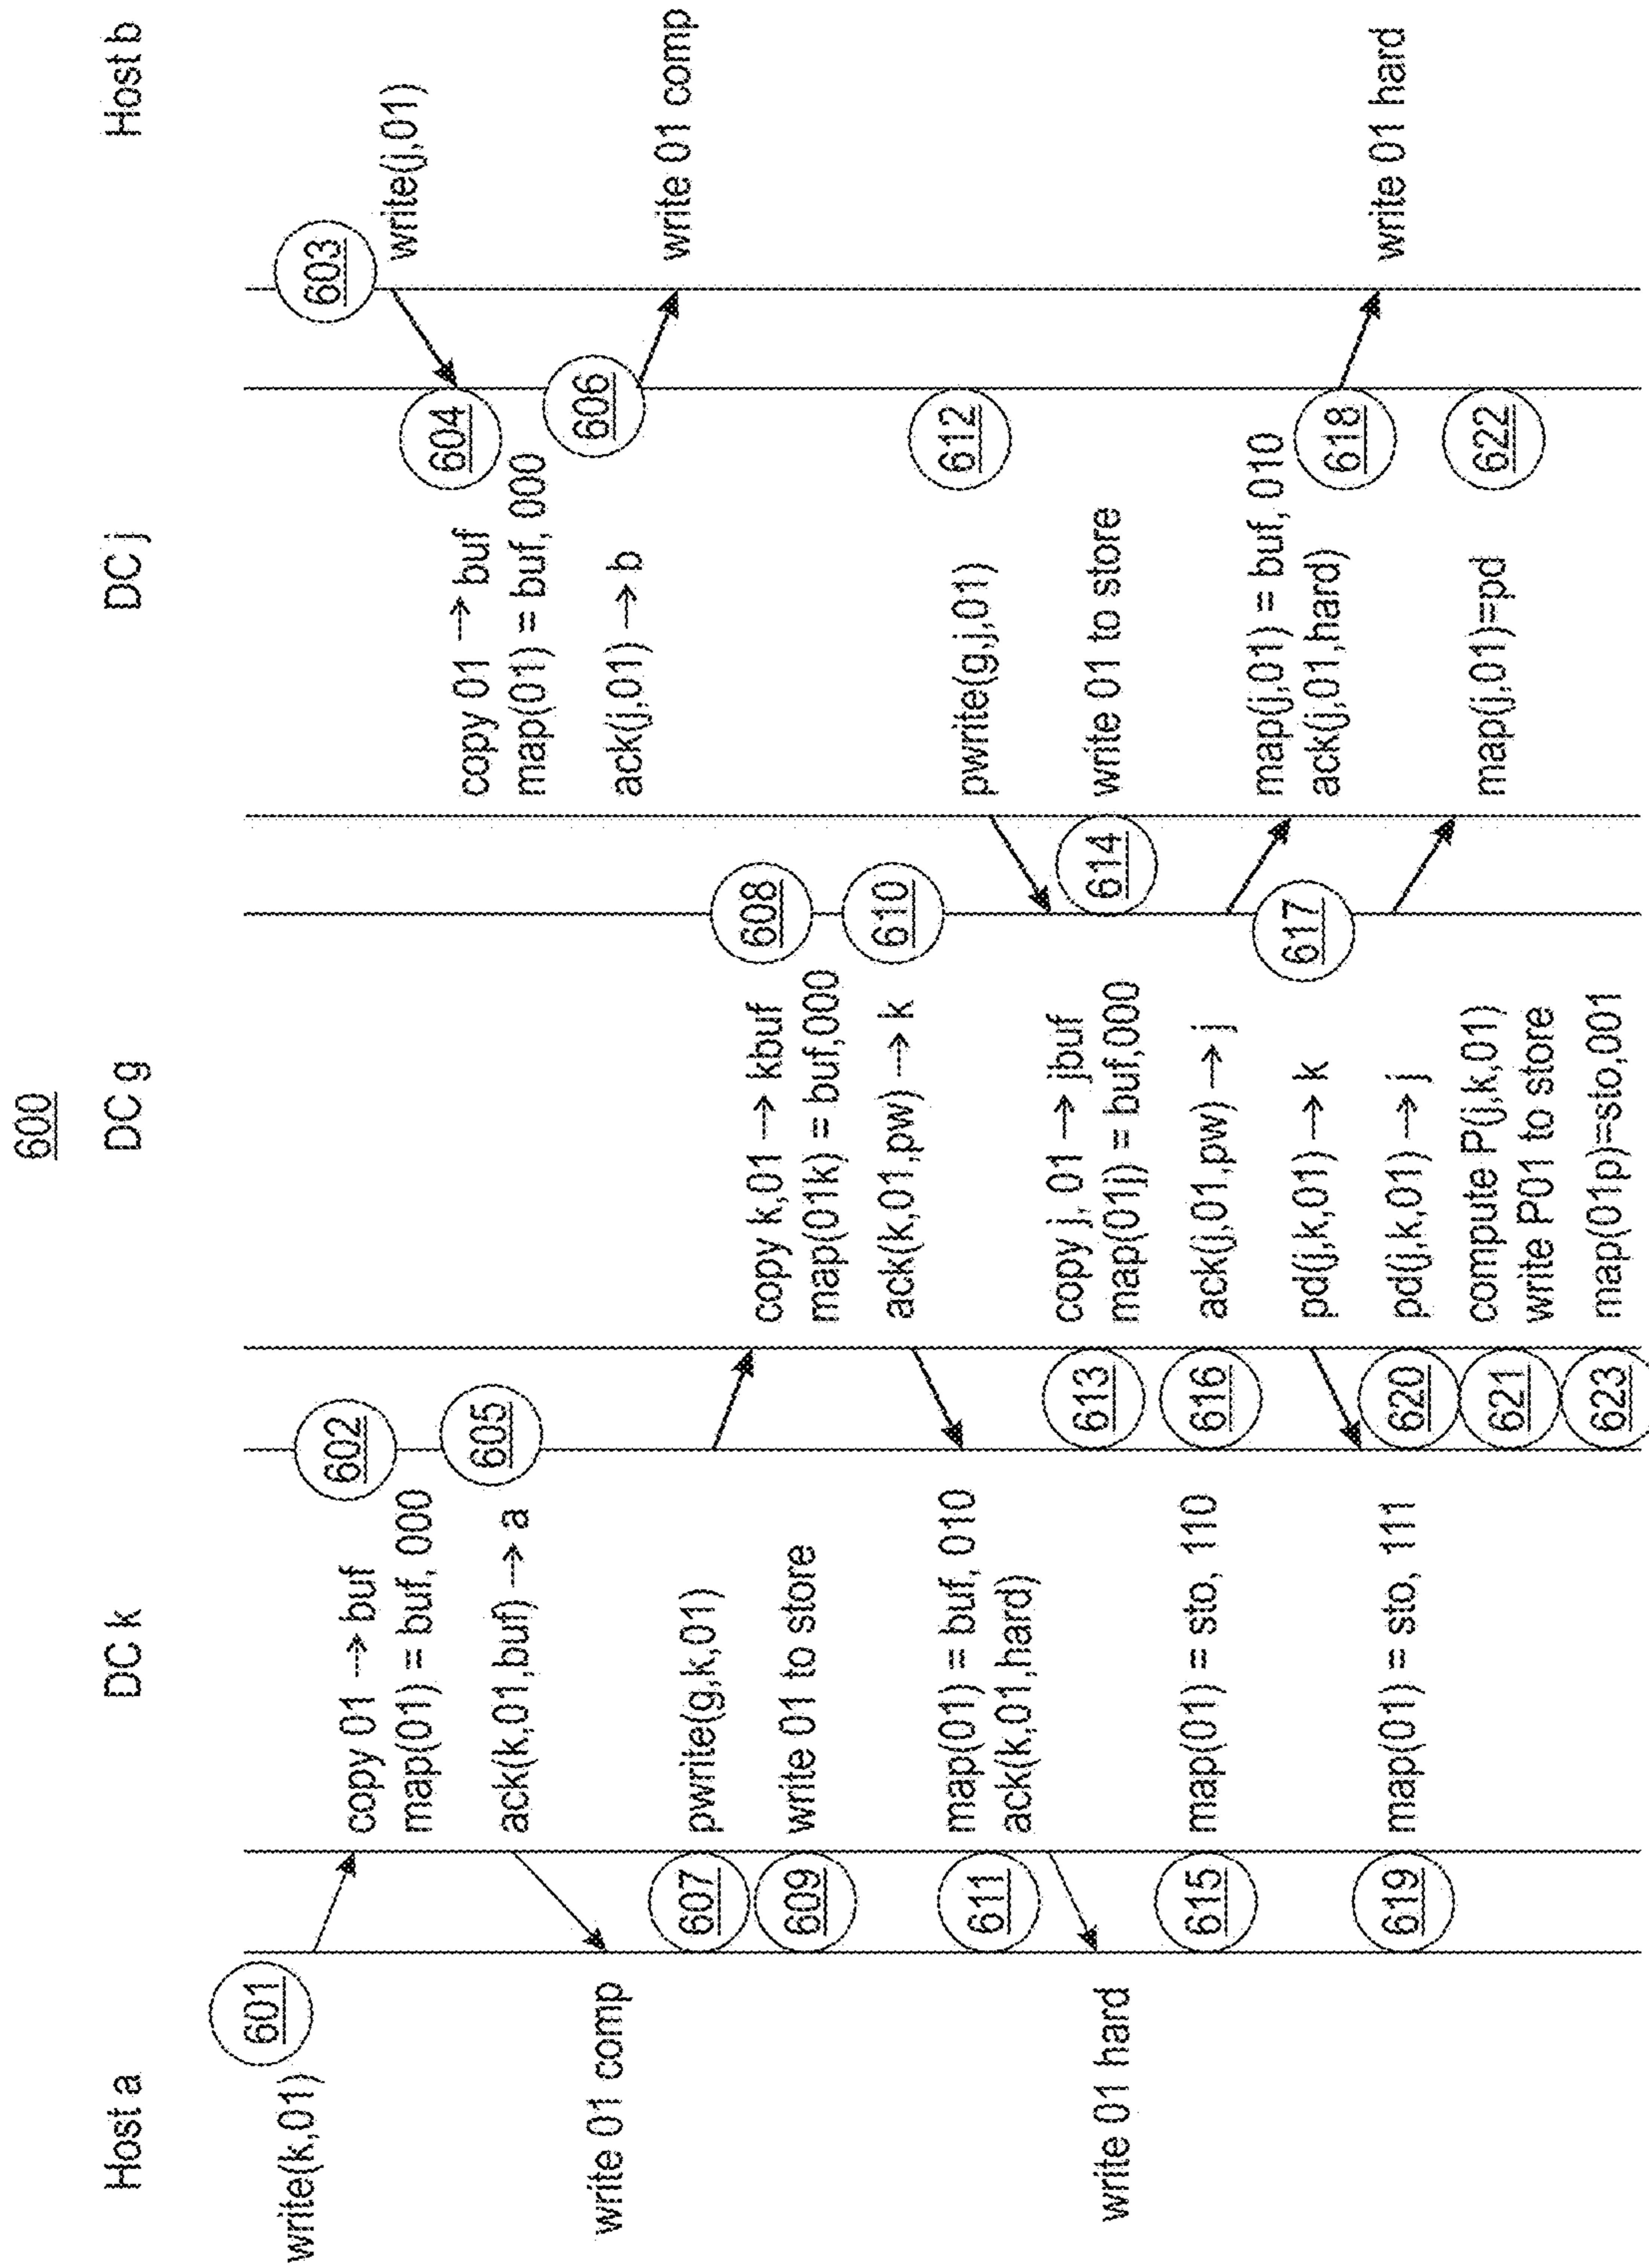 600
Host a
DC k
DC g
DC j
Host b
601
write(k,01)
602
copy 01 → buf
map(01) = buf, 000
603
write(j,01)
604
copy 01 → buf
map(01) = buf, 000
605
ack(k,01,buf) → a
write 01 comp
606
ack(j,01) → b
write 01 comp
607
pwrite(g,k,01)
608
copy k,01 → kbuf
map(01k) = buf,000
609
write 01 to store
610
ack(k,01,pw) → k
611
map(01) = buf, 010
ack(k,01,hard)
write 01 hard
612
pwrite(g,j,01)
613
copy j, 01 → jbuf
map(01j) = buf,000
614
write 01 to store
615
map(01) = sto, 110
616
ack(j,01,pw) → j
617
pd(j,k,01) → k
map(j,01) = buf, 010
ack(j,01,hard)
618
write 01 hard
619
map(01) = sto, 111
620
pd(j,k,01) → j
621
compute P(j,k,01)
write P01 to store
622
map(j,01)=pd
623
map(01p)=sto,001